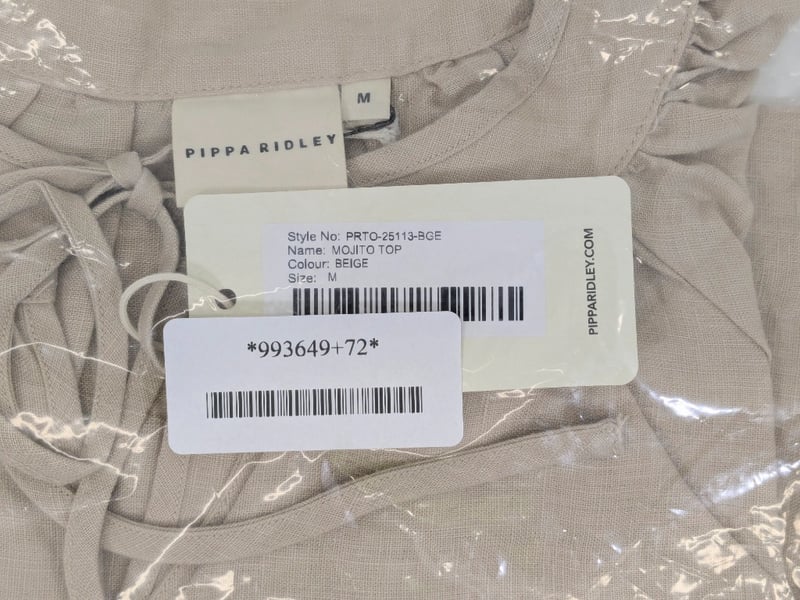 M
PIPPA RIDLEY
Style No: PRTO-25113-BGE
Name: MOJITO TOP
Colour: BEIGE
Size: M
PIPPARIDLEY.COM
*993649+72*